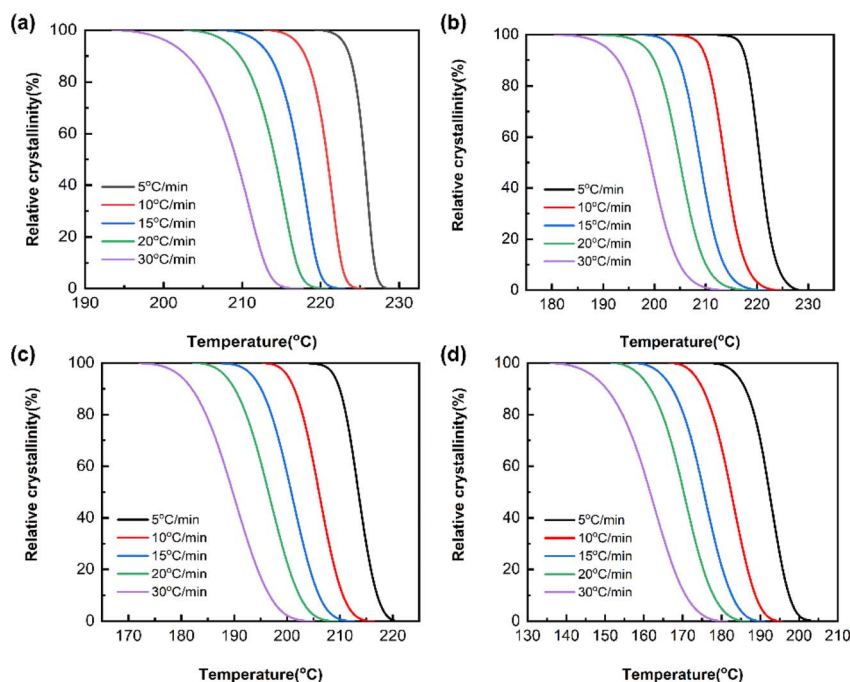 (a)
Relative crystallinity(%)
100
80
60
40
20
0
5°C/min
10°C/min
15°C/min
20°C/min
30°C/min
190 200 210 220 230
Temperature(°C)
(b)
Relative crystallinity(%)
100
80
60
40
20
0
5°C/min
10°C/min
15°C/min
20°C/min
30°C/min
180 190 200 210 220 230
Temperature(°C)
(c)
Relative crystallinity(%)
100
80
60
40
20
0
5°C/min
10°C/min
15°C/min
20°C/min
30°C/min
170 180 190 200 210 220
Temperature(°C)
(d)
Relative crystallinity(%)
100
80
60
40
20
0
5°C/min
10°C/min
15°C/min
20°C/min
30°C/min
130 140 150 160 170 180 190 200 210
Temperature(°C)